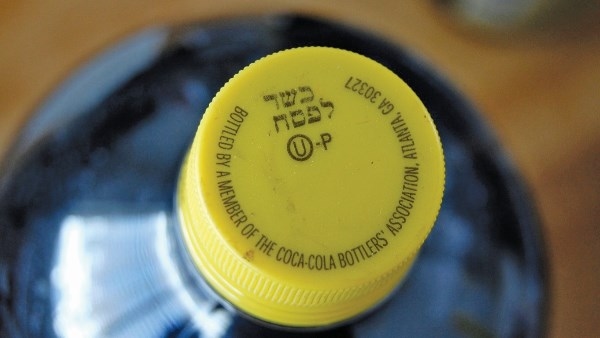 כשר
לפסח
Ⓤ-P
BOTTLED BY A MEMBER OF THE COCA-COLA BOTTLERS' ASSOCIATION, ATLANTA, GA 30327